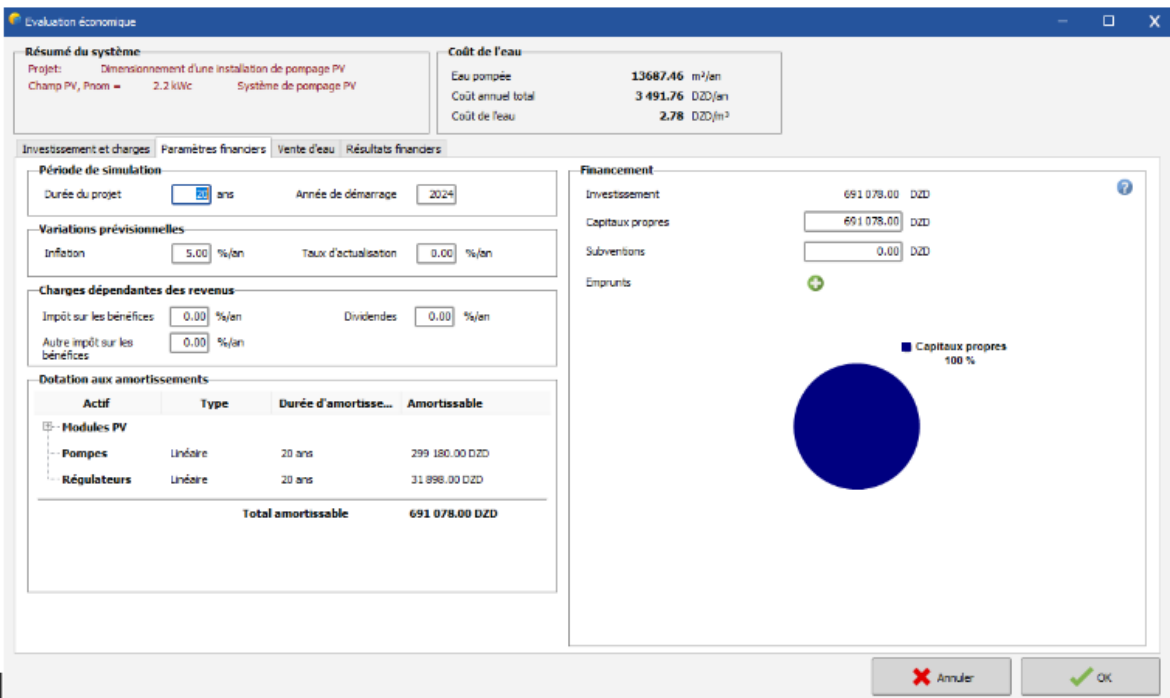 Evaluation économique
Résumé du système
Projet: Dimensionnement d'une installation de pompage PV
Champ PV, Pnom = 2.2 kWc Système de pompage PV
Coût de l'eau
Eau pompée 13687.46 m³/an
Coût annuel total 3 491.76 DZD/an
Coût de l'eau 2.78 DZD/m³
Investissement et charges Paramètres financiers Vente d'eau Résultats financiers
Période de simulation
Durée du projet 20 ans Année de démarrage 2024
Variations prévisionnelles
Inflation 5.00 %/an Taux d'actualisation 0.00 %/an
Charges dépendantes des revenus
Impôt sur les bénéfices 0.00 %/an Dividendes 0.00 %/an
Autre impôt sur les
bénéfices 0.00 %/an
Dotation aux amortissements
Actif Type Durée d'amortisse... Amortissable
Modules PV
Pompes Linéaire 20 ans 299 180.00 DZD
Régulateurs Linéaire 20 ans 31 898.00 DZD
Total amortissable 691 078.00 DZD
Financement
Investissement 691 078.00 DZD
Capitaux propres 691 078.00 DZD
Subventions 0.00 DZD
Emprunts
Capitaux propres
100 %
Annuler OK